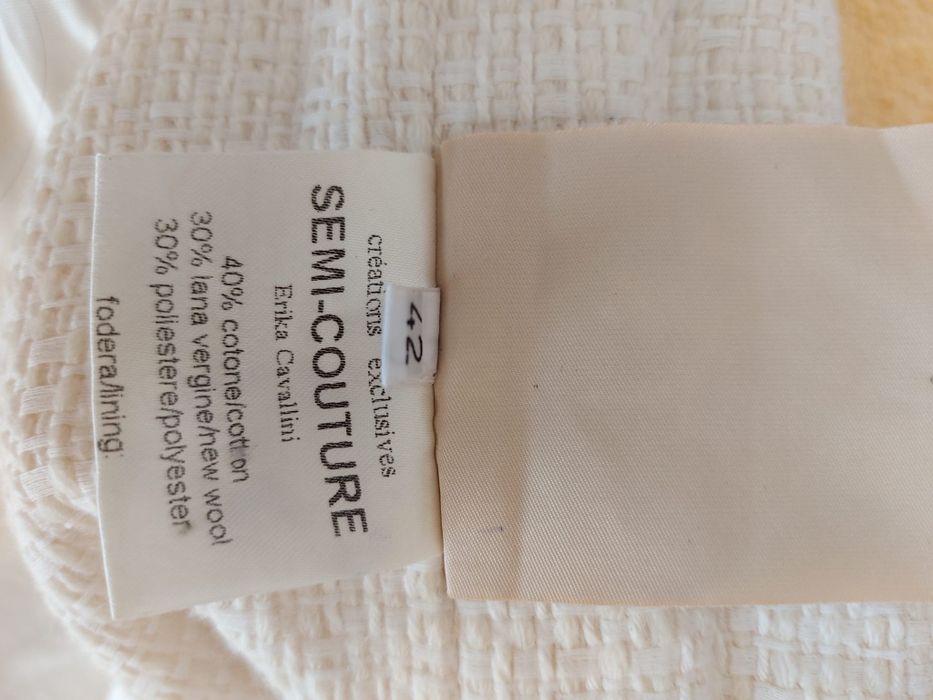 42
créations exclusives
SEMI-COUTURE
Erika Cavallini
40% cotone/cotton
30% lana vergine/new wool
30% poliestere/polyester
fodera/lining: